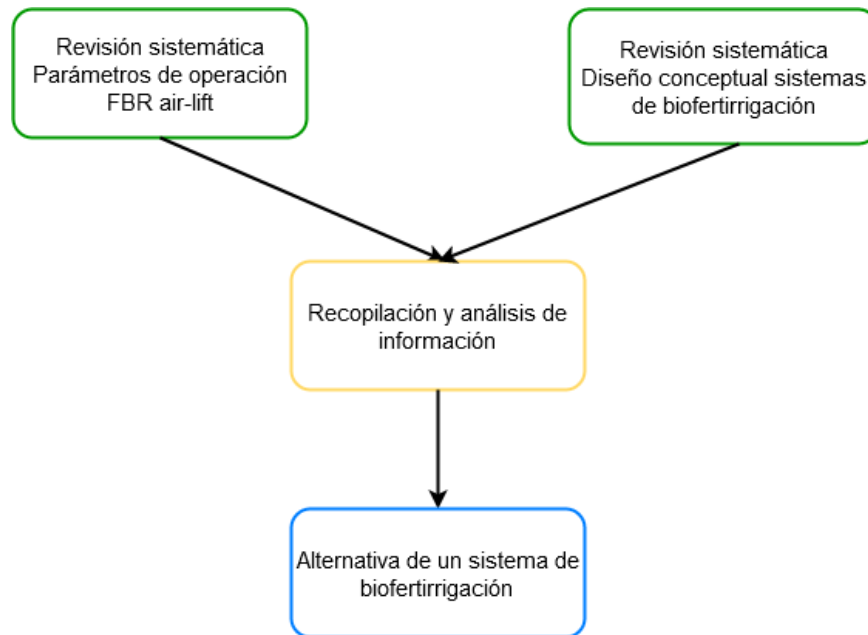 Revisión sistemática
Parámetros de operación
FBR air-lift
Revisión sistemática
Diseño conceptual sistemas
de biofertirrigación
Recopilación y análisis de
información
Alternativa de un sistema de
biofertirrigación